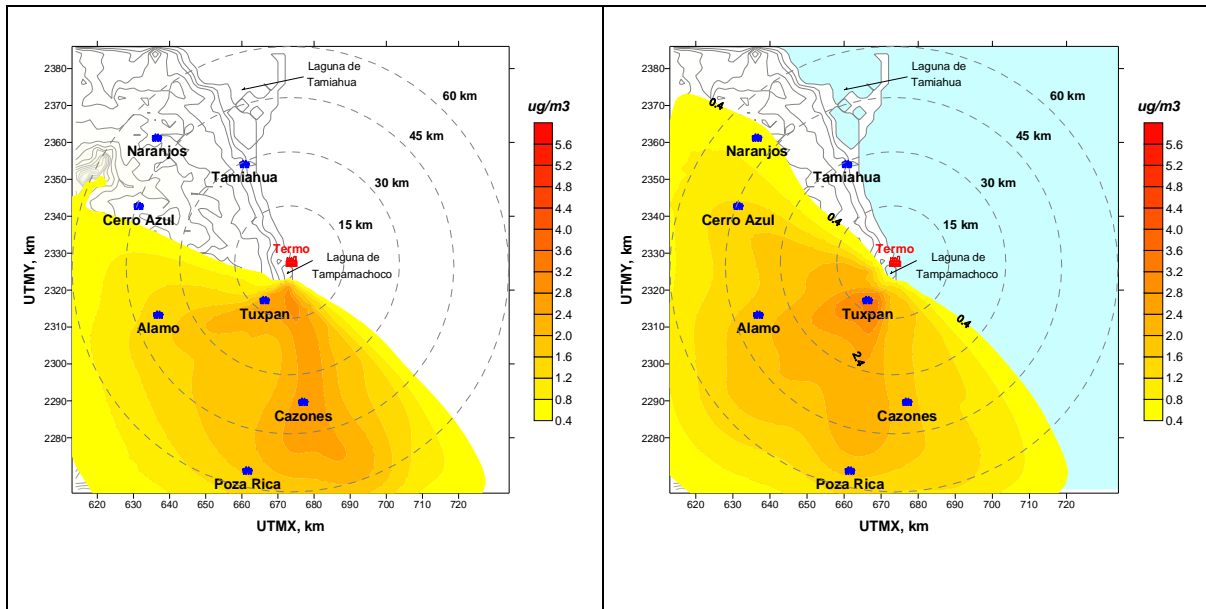 2380
2370
2360
2350
2340
2330
2320
2310
2300
2290
2280
UTMY, km
Laguna de
Tamiahua
60 km
45 km
30 km
15 km
Naranjos
Tamiahua
Cerro Azul
Termo
Laguna de
Tampamachoco
Tuxpan
Alamo
Cazones
Poza Rica
620 630 640 650 660 670 680 690 700 710 720
UTMX, km
ug/m3
5.6
5.2
4.8
4.4
4.0
3.6
3.2
2.8
2.4
2.0
1.6
1.2
0.8
0.4
2380
2370
2360
2350
2340
2330
2320
2310
2300
2290
2280
UTMY, km
Laguna de
Tamiahua
60 km
0.4
45 km
Naranjos
Tamiahua
30 km
Cerro Azul
0.4
15 km
Termo
Laguna de
Tampamachoco
Tuxpan
0.4
Alamo
2.4
Cazones
Poza Rica
620 630 640 650 660 670 680 690 700 710 720
UTMX, km
ug/m3
5.6
5.2
4.8
4.4
4.0
3.6
3.2
2.8
2.4
2.0
1.6
1.2
0.8
0.4